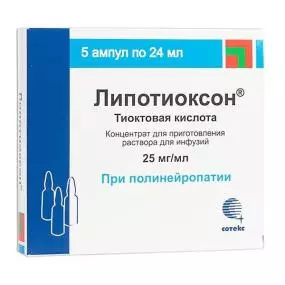 5 ампул по 24 мл
Липотиоксон®
Тиоктовая кислота
Концентрат для приготовления
раствора для инфузий
25 мг/мл
При полинейропатии
сотекс